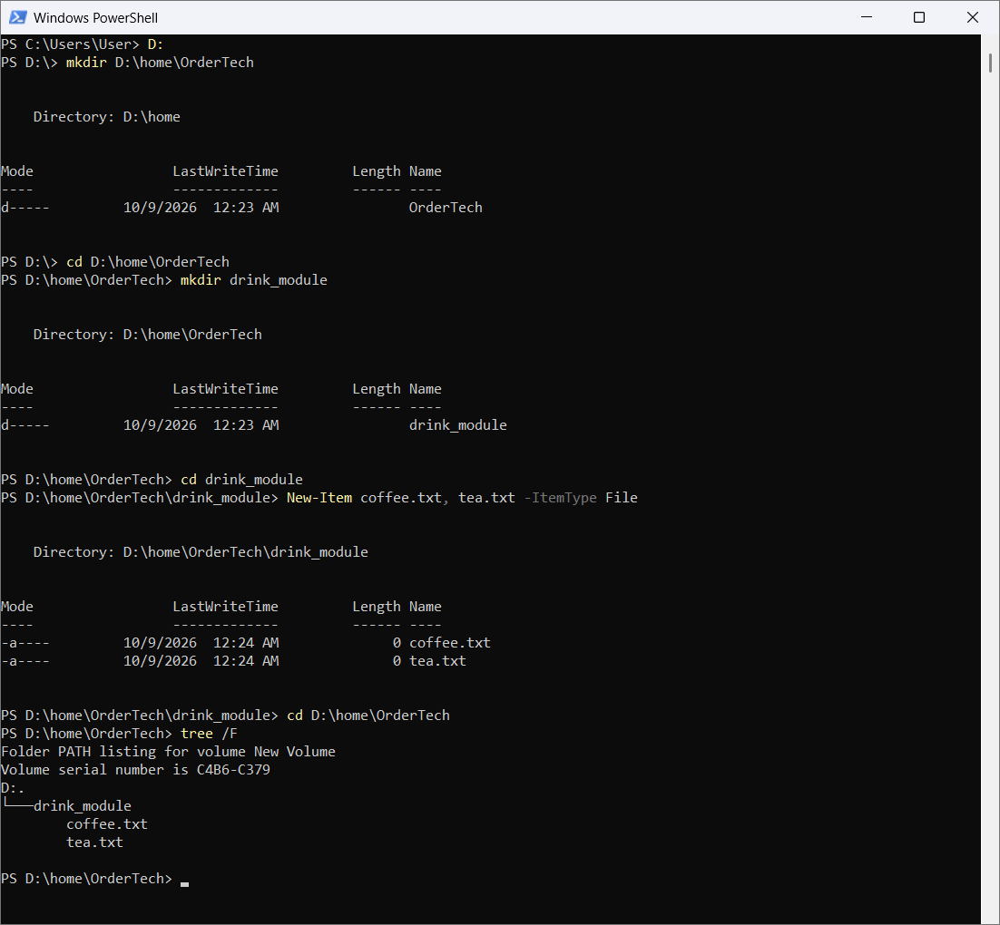 Windows PowerShell
PS C:\Users\User> D:
PS D:\> mkdir D:\home\OrderTech
    Directory: D:\home
Mode                 LastWriteTime         Length Name
----                 -------------         ------ ----
d-----         10/9/2026  12:23 AM                OrderTech
PS D:\> cd D:\home\OrderTech
PS D:\home\OrderTech> mkdir drink_module
    Directory: D:\home\OrderTech
Mode                 LastWriteTime         Length Name
----                 -------------         ------ ----
d-----         10/9/2026  12:23 AM                drink_module
PS D:\home\OrderTech> cd drink_module
PS D:\home\OrderTech\drink_module> New-Item coffee.txt, tea.txt -ItemType File
    Directory: D:\home\OrderTech\drink_module
Mode                 LastWriteTime         Length Name
----                 -------------         ------ ----
-a----         10/9/2026  12:24 AM              0 coffee.txt
-a----         10/9/2026  12:24 AM              0 tea.txt
PS D:\home\OrderTech\drink_module> cd D:\home\OrderTech
PS D:\home\OrderTech> tree /F
Folder PATH listing for volume New Volume
Volume serial number is C4B6-C379
D:.
└───drink_module
        coffee.txt
        tea.txt
PS D:\home\OrderTech>